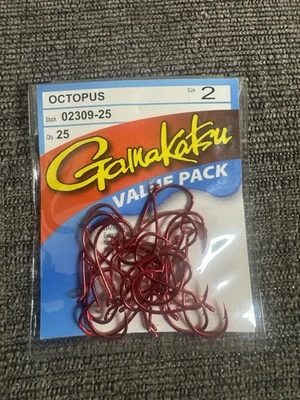 OCTOPUS
Size 2
Stock 02309-25
Qty. 25
Gamakatsu
VALUE PACK